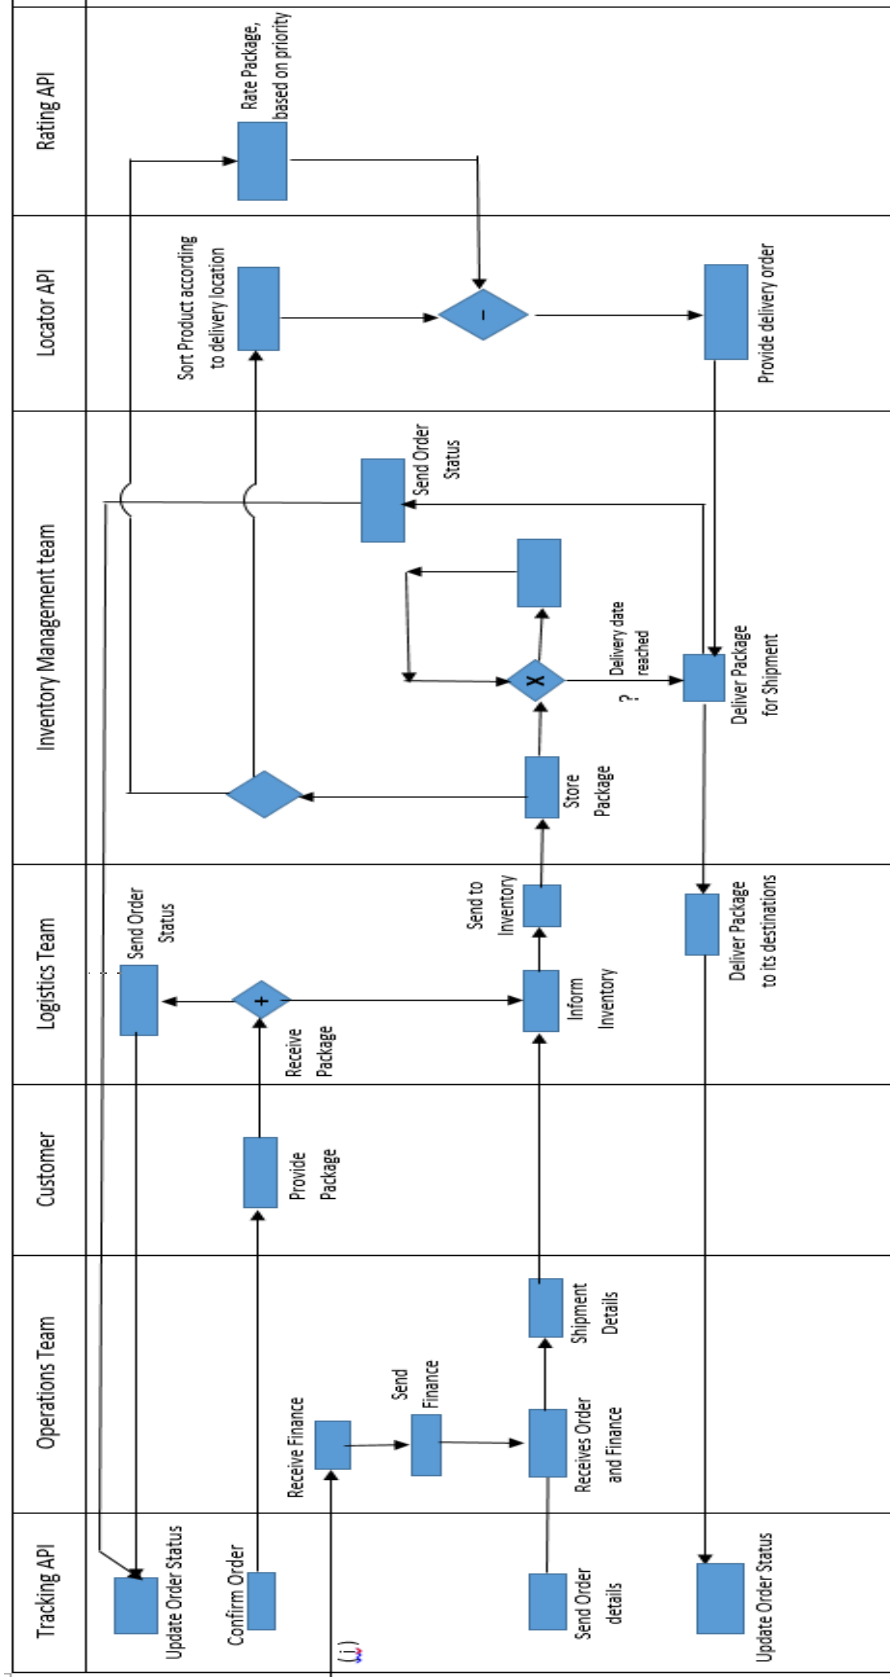 Rating API
Rate Package,
based on priority
Locator API
Sort Product according
to delivery location
-
Provide delivery order
Inventory Management team
Send Order
Status
X
Delivery date
reached
?
Store
Package
Deliver Package
for Shipment
Logistics Team
Send Order
Status
+
Receive
Package
Send to
Inventory
Inform
Inventory
Deliver Package
to its destinations
Customer
Provide
Package
Operations Team
Receive Finance
Send
Finance
Receives Order
and Finance
Shipment
Details
Tracking API
Update Order Status
Confirm Order
(i)
Send Order
details
Update Order Status